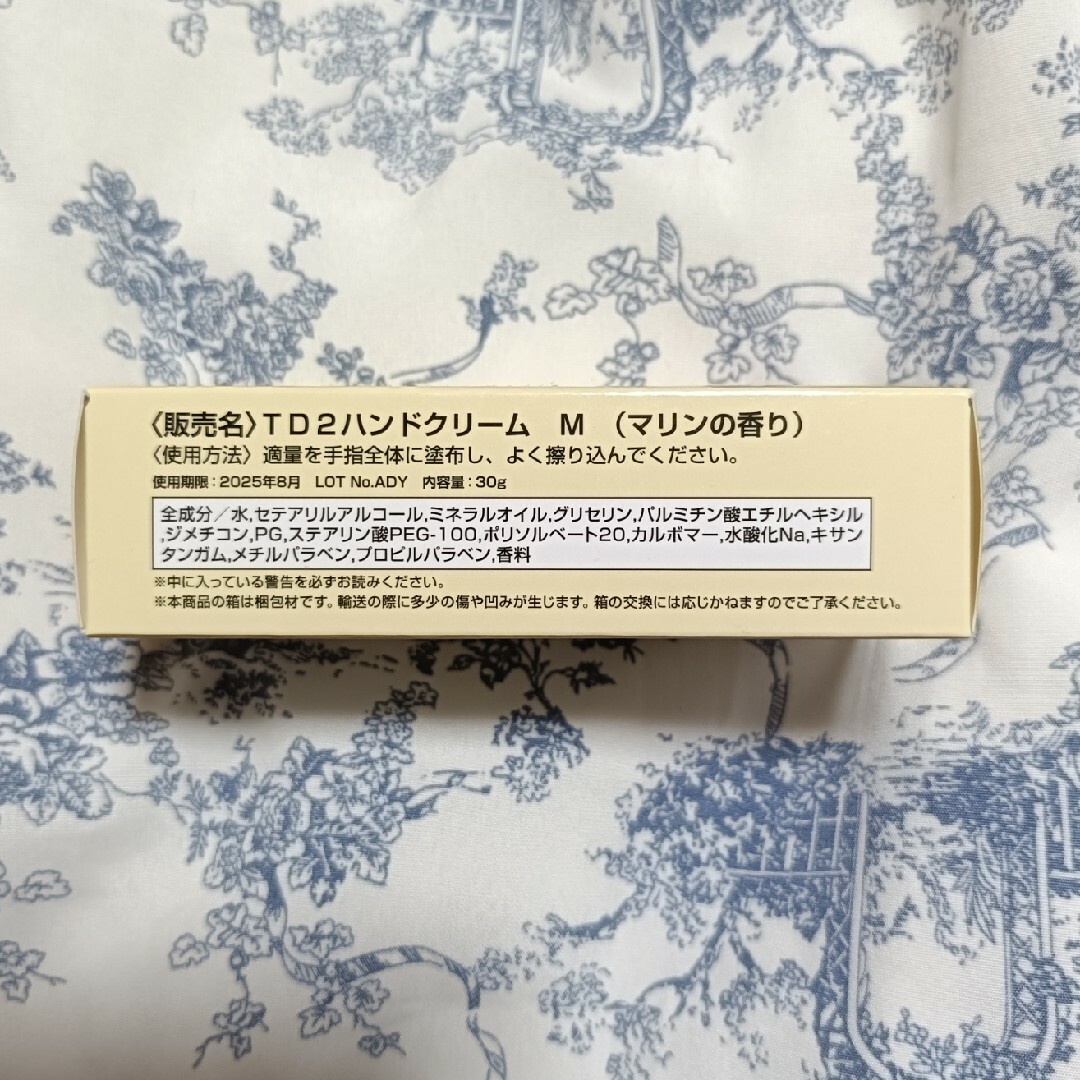 〈販売名〉ＴＤ２ハンドクリーム　Ｍ　（マリンの香り）
〈使用方法〉適量を手指全体に塗布し、よく擦り込んでください。
使用期限：2025年8月　LOT No.ADY　内容量：30g
全成分／水,セテアリルアルコール,ミネラルオイル,グリセリン,パルミチン酸エチルヘキシル
,ジメチコン,PG,ステアリン酸PEG-100,ポリソルベート20,カルボマー,水酸化Na,キサン
タンガム,メチルパラベン,プロピルパラベン,香料
※中に入っている警告を必ずお読みください。
※本商品の箱は梱包材です。輸送の際に多少の傷や凹みが生じます。箱の交換には応じかねますのでご了承ください。